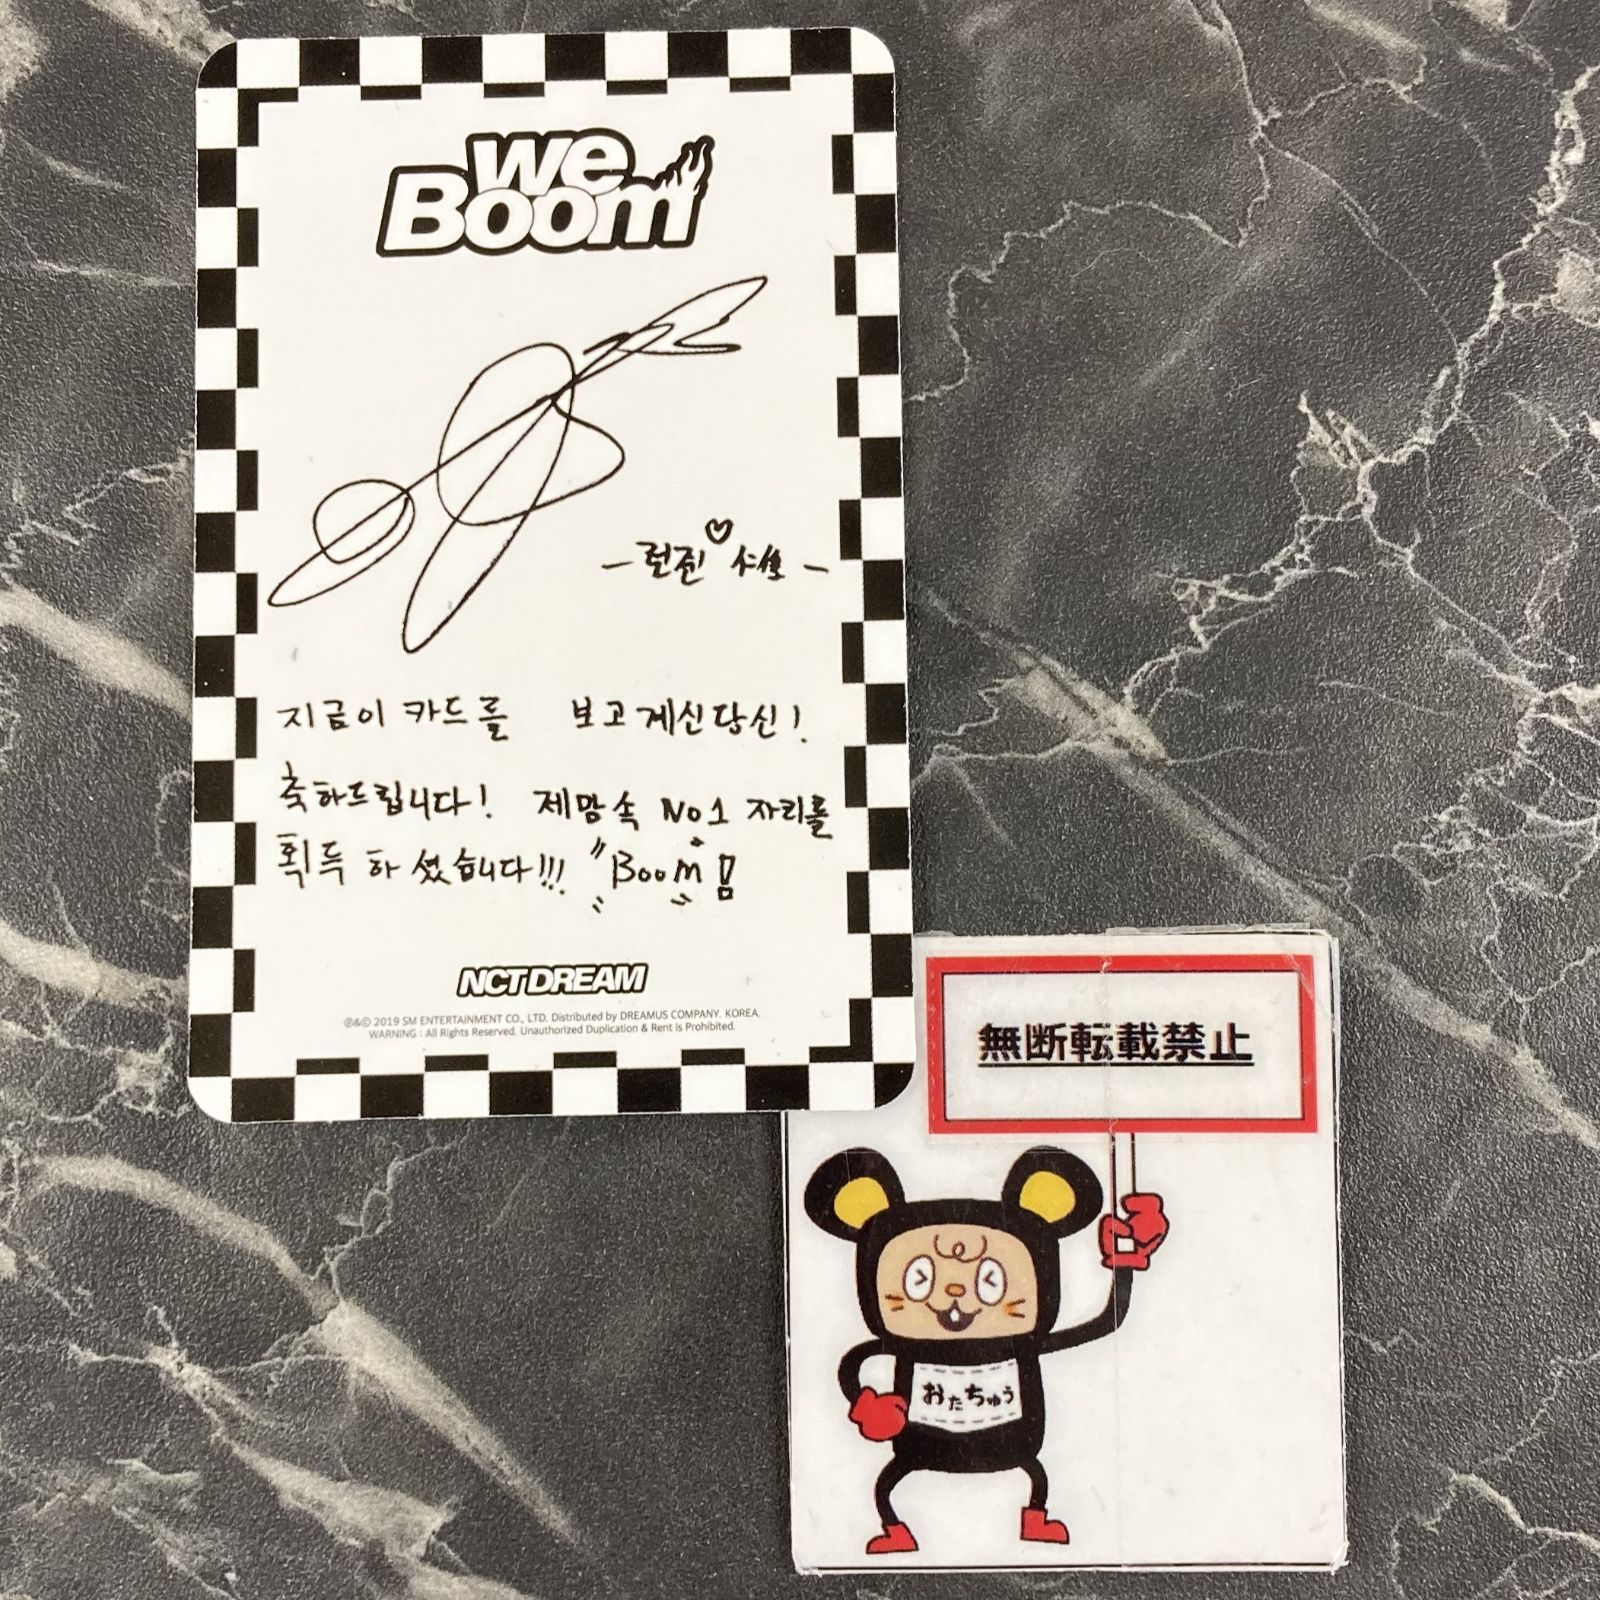 we
Boom
- 런쥔♡ 仁俊 -
지금 이 카드를 보고계신당신!
축하드립니다! 제맘속 No1 자리를
획득 하셨습니다!!! "Boom"!
NCT DREAM
℗&© 2019 SM ENTERTAINMENT CO., LTD. Distributed by DREAMUS COMPANY. KOREA.
WARNING : All Rights Reserved. Unauthorized Duplication & Rent is Prohibited.
無断転載禁止
おたちゅう